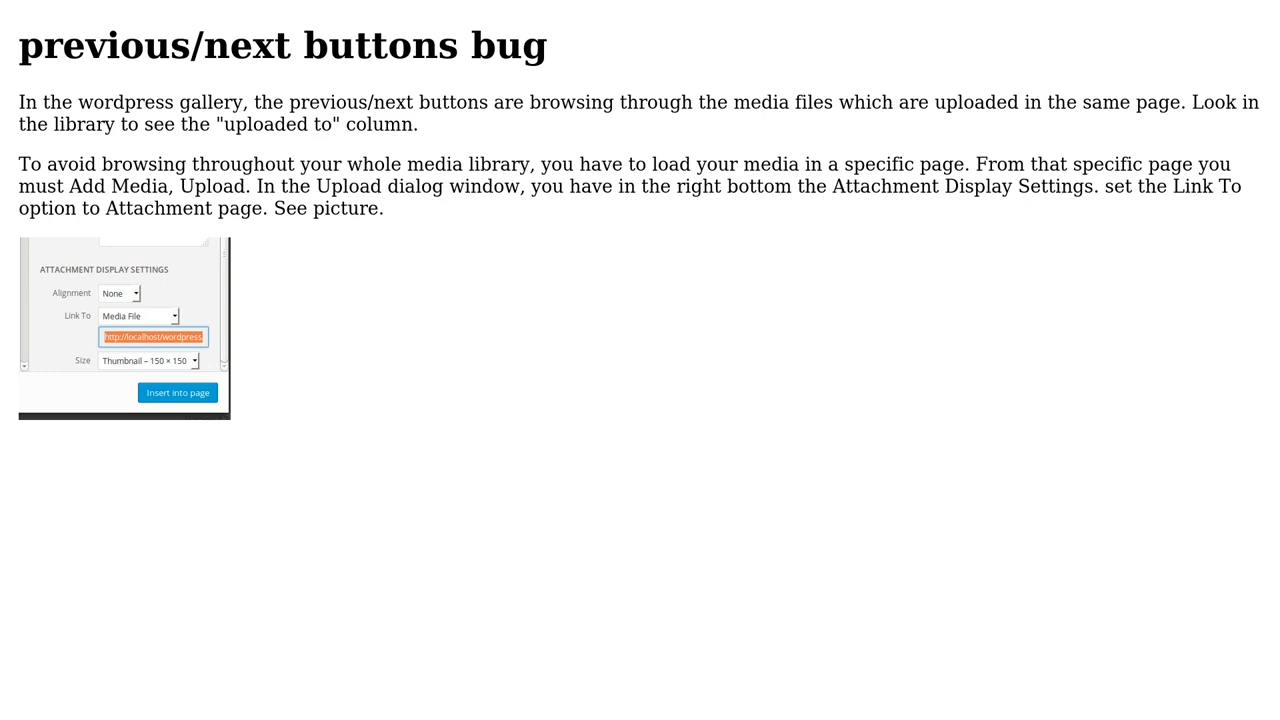 previous/next buttons bug
In the wordpress gallery, the previous/next buttons are browsing through the media files which are uploaded in the same page. Look in
the library to see the "uploaded to" column.
To avoid browsing throughout your whole media library, you have to load your media in a specific page. From that specific page you
must Add Media, Upload. In the Upload dialog window, you have in the right bottom the Attachment Display Settings. set the Link To
option to Attachment page. See picture.
ATTACHMENT DISPLAY SETTINGS
Alignment None
Link To Media File
http://localhost/wordpress
Size Thumbnail – 150 × 150
Insert into page